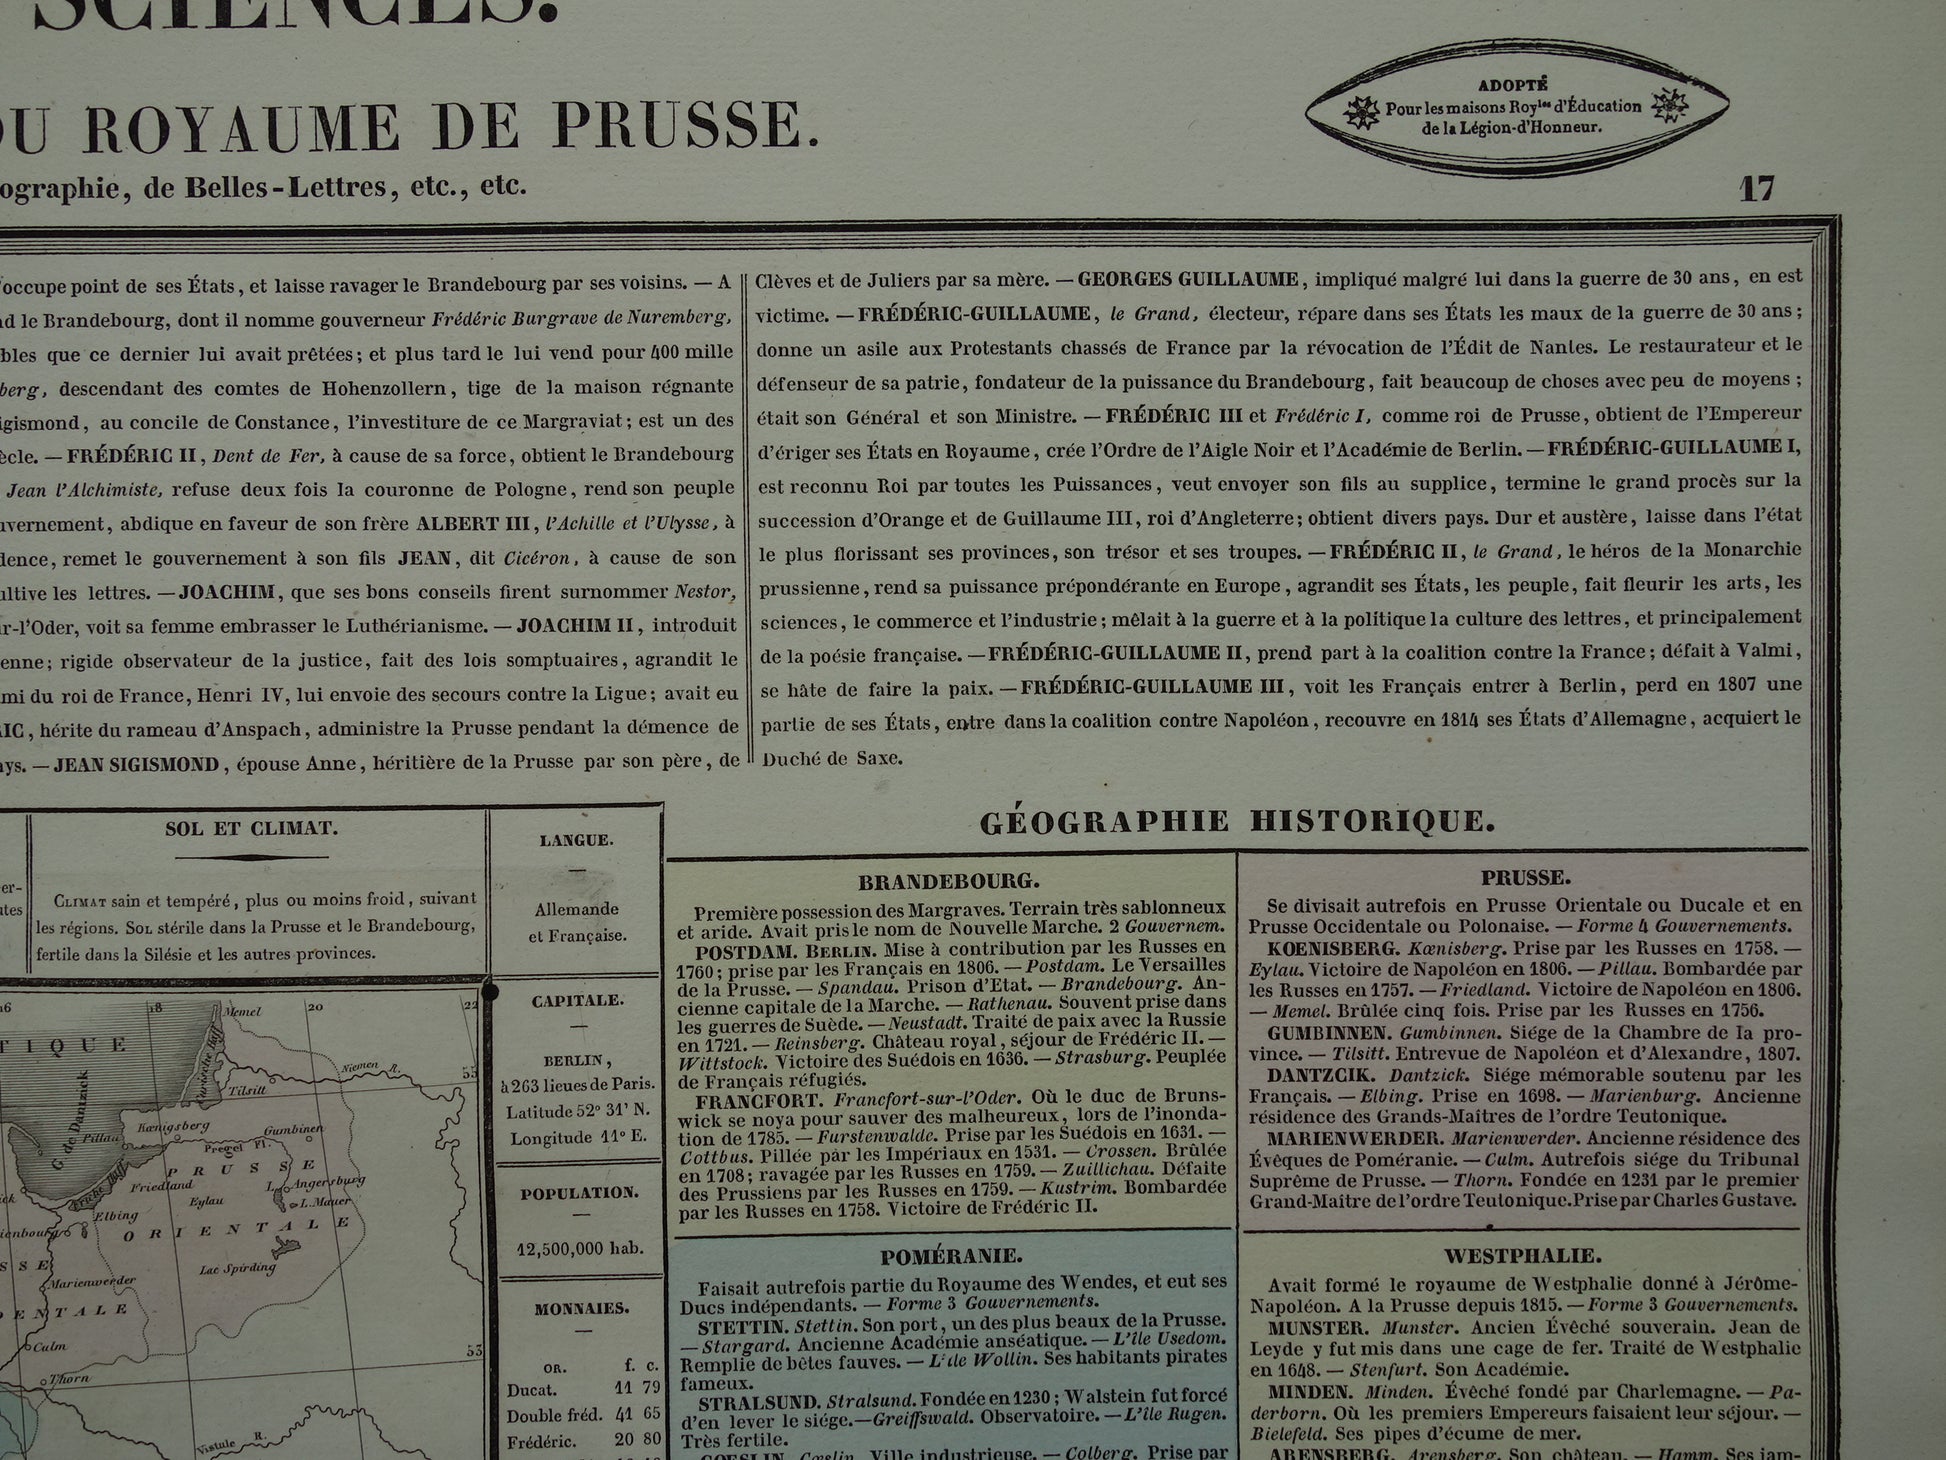 SCIENCES.
DU ROYAUME DE PRUSSE.
ographie, de Belles-Lettres, etc., etc.
ADOPTÉ
Pour les maisons Roy^les d'Éducation
de la Légion-d'Honneur.
17
'occupe point de ses États, et laisse ravager le Brandebourg par ses voisins. — A
nd le Brandebourg, dont il nomme gouverneur Frédéric Burgrave de Nuremberg,
bles que ce dernier lui avait prêtées; et plus tard le lui vend pour 400 mille
berg, descendant des comtes de Hohenzollern, tige de la maison régnante
igismond, au concile de Constance, l'investiture de ce Margraviat; est un des
ècle. — FRÉDÉRIC II, Dent de Fer, à cause de sa force, obtient le Brandebourg
Jean l'Alchimiste, refuse deux fois la couronne de Pologne, rend son peuple
uvernement, abdique en faveur de son frère ALBERT III, l'Achille et l'Ulysse, à
dence, remet le gouvernement à son fils JEAN, dit Cicéron, à cause de son
ultive les lettres. — JOACHIM, que ses bons conseils firent surnommer Nestor,
ur-l'Oder, voit sa femme embrasser le Luthérianisme. — JOACHIM II, introduit
enne; rigide observateur de la justice, fait des lois somptuaires, agrandit le
mi du roi de France, Henri IV, lui envoie des secours contre la Ligue; avait eu
RIC, hérite du rameau d'Anspach, administre la Prusse pendant la démence de
ays. — JEAN SIGISMOND, épouse Anne, héritière de la Prusse par son père, de
Clèves et de Juliers par sa mère. — GEORGES GUILLAUME, impliqué malgré lui dans la guerre de 30 ans, en est
victime. — FRÉDÉRIC-GUILLAUME, le Grand, électeur, répare dans ses États les maux de la guerre de 30 ans;
donne un asile aux Protestants chassés de France par la révocation de l'Édit de Nantes. Le restaurateur et le
défenseur de sa patrie, fondateur de la puissance du Brandebourg, fait beaucoup de choses avec peu de moyens;
était son Général et son Ministre. — FRÉDÉRIC III et Frédéric I, comme roi de Prusse, obtient de l'Empereur
d'ériger ses États en Royaume, crée l'Ordre de l'Aigle Noir et l'Académie de Berlin. — FRÉDÉRIC-GUILLAUME I,
est reconnu Roi par toutes les Puissances, veut envoyer son fils au supplice, termine le grand procès sur la
succession d'Orange et de Guillaume III, roi d'Angleterre; obtient divers pays. Dur et austère, laisse dans l'état
le plus florissant ses provinces, son trésor et ses troupes. — FRÉDÉRIC II, le Grand, le héros de la Monarchie
prussienne, rend sa puissance prépondérante en Europe, agrandit ses États, les peuple, fait fleurir les arts, les
sciences, le commerce et l'industrie; mêlait à la guerre et à la politique la culture des lettres, et principalement
de la poésie française. — FRÉDÉRIC-GUILLAUME II, prend part à la coalition contre la France; défait à Valmi,
se hâte de faire la paix. — FRÉDÉRIC-GUILLAUME III, voit les Français entrer à Berlin, perd en 1807 une
partie de ses États, entre dans la coalition contre Napoléon, recouvre en 1814 ses États d'Allemagne, acquiert le
Duché de Saxe.
er-
ntes
SOL ET CLIMAT.
CLIMAT sain et tempéré, plus ou moins froid, suivant
les régions. SOL stérile dans la Prusse et le Brandebourg,
fertile dans la Silésie et les autres provinces.
LANGUE.
—
Allemande
et Française.
CAPITALE.
—
BERLIN,
à 263 lieues de Paris.
Latitude 52° 31' N.
Longitude 11° E.
POPULATION.
—
12,500,000 hab.
MONNAIES.
—
OR. f. c.
Ducat. 11 79
Double fréd. 41 65
Frédéric. 20 80
16
18
20
22
TIQUE
Memel
Curische Haff
Niemen R.
55
Tilsitt
G. de Dantzick
Kœnigsberg
Pillau
Gumbinen
Pregel Fl.
PRUSSE
Friedland
L. Angersburg
Eylau
L. Mauer
Elbing
ienbourg
ORIENTALE
SSE
Lac Spirding
Marienwerder
DENTALE
Culm
53
Thorn
Vistule R.
GÉOGRAPHIE HISTORIQUE.
BRANDEBOURG.
Première possession des Margraves. Terrain très sablonneux
et aride. Avait pris le nom de Nouvelle Marche. 2 Gouvernem.
POSTDAM. BERLIN. Mise à contribution par les Russes en
1760; prise par les Français en 1806. — Postdam. Le Versailles
de la Prusse. — Spandau. Prison d'État. — Brandebourg. An-
cienne capitale de la Marche. — Rathenau. Souvent prise dans
les guerres de Suède. — Neustadt. Traité de paix avec la Russie
en 1721. — Reinsberg. Château royal, séjour de Frédéric II. —
Wittstock. Victoire des Suédois en 1636. — Strasburg. Peuplée
de Français réfugiés.
FRANCFORT. Francfort-sur-l'Oder. Où le duc de Bruns-
wick se noya pour sauver des malheureux, lors de l'inonda-
tion de 1785. — Furstenwalde. Prise par les Suédois en 1631. —
Cottbus. Pillée par les Impériaux en 1531. — Crossen. Brûlée
en 1708; ravagée par les Russes en 1759. — Zuillichau. Défaite
des Prussiens par les Russes en 1759. — Kustrim. Bombardée
par les Russes en 1758. Victoire de Frédéric II.
PRUSSE.
Se divisait autrefois en Prusse Orientale ou Ducale et en
Prusse Occidentale ou Polonaise. — Forme 4 Gouvernements.
KOENISBERG. Kœnisberg. Prise par les Russes en 1758. —
Eylau. Victoire de Napoléon en 1806. — Pillau. Bombardée par
les Russes en 1757. — Friedland. Victoire de Napoléon en 1806.
— Memel. Brûlée cinq fois. Prise par les Russes en 1756.
GUMBINNEN. Gumbinnen. Siége de la Chambre de la pro-
vince. — Tilsitt. Entrevue de Napoléon et d'Alexandre, 1807.
DANTZCIK. Dantzick. Siége mémorable soutenu par les
Français. — Elbing. Prise en 1698. — Marienburg. Ancienne
résidence des Grands-Maîtres de l'ordre Teutonique.
MARIENWERDER. Marienwerder. Ancienne résidence des
Évêques de Poméranie. — Culm. Autrefois siége du Tribunal
Suprême de Prusse. — Thorn. Fondée en 1231 par le premier
Grand-Maître de l'ordre Teutonique. Prise par Charles Gustave.
POMÉRANIE.
Faisait autrefois partie du Royaume des Wendes, et eut ses
Ducs indépendants. — Forme 3 Gouvernements.
STETTIN. Stettin. Son port, un des plus beaux de la Prusse.
— Stargard. Ancienne Académie anséatique. — L'île Usedom.
Remplie de bêtes fauves. — L'île Wollin. Ses habitants pirates
fameux.
STRALSUND. Stralsund. Fondée en 1230; Walstein fut forcé
d'en lever le siége. — Greiffswald. Observatoire. — L'île Rugen.
Très fertile.
COESLIN. Cœslin. Ville industrieuse. — Colberg. Prise par
WESTPHALIE.
Avait formé le royaume de Westphalie donné à Jérôme-
Napoléon. A la Prusse depuis 1815. — Forme 3 Gouvernements.
MUNSTER. Munster. Ancien Évêché souverain. Jean de
Leyde y fut mis dans une cage de fer. Traité de Westphalie
en 1648. — Stenfurt. Son Académie.
MINDEN. Minden. Évêché fondé par Charlemagne. — Pa-
derborn. Où les premiers Empereurs faisaient leur séjour. —
Bielefeld. Ses pipes d'écume de mer.
ARENSBERG. Arensberg. Son château. — Hamm. Ses jam-